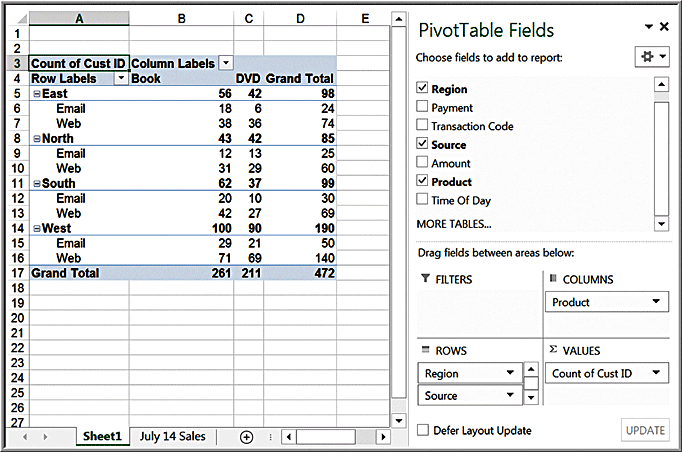 A B C D E
1
2
3 Count of Cust ID Column Labels
4 Row Labels Book DVD Grand Total
5 East 56 42 98
6 Email 18 6 24
7 Web 38 36 74
8 North 43 42 85
9 Email 12 13 25
10 Web 31 29 60
11 South 62 37 99
12 Email 20 10 30
13 Web 42 27 69
14 West 100 90 190
15 Email 29 21 50
16 Web 71 69 140
17 Grand Total 261 211 472
18
19
20
21
22
23
24
25
26
27
Sheet1 July 14 Sales
PivotTable Fields
Choose fields to add to report:
Region
Payment
Transaction Code
Source
Amount
Product
Time Of Day
MORE TABLES...
Drag fields between areas below:
FILTERS
COLUMNS
Product
ROWS
Region
Source
Σ VALUES
Count of Cust ID
Defer Layout Update
UPDATE